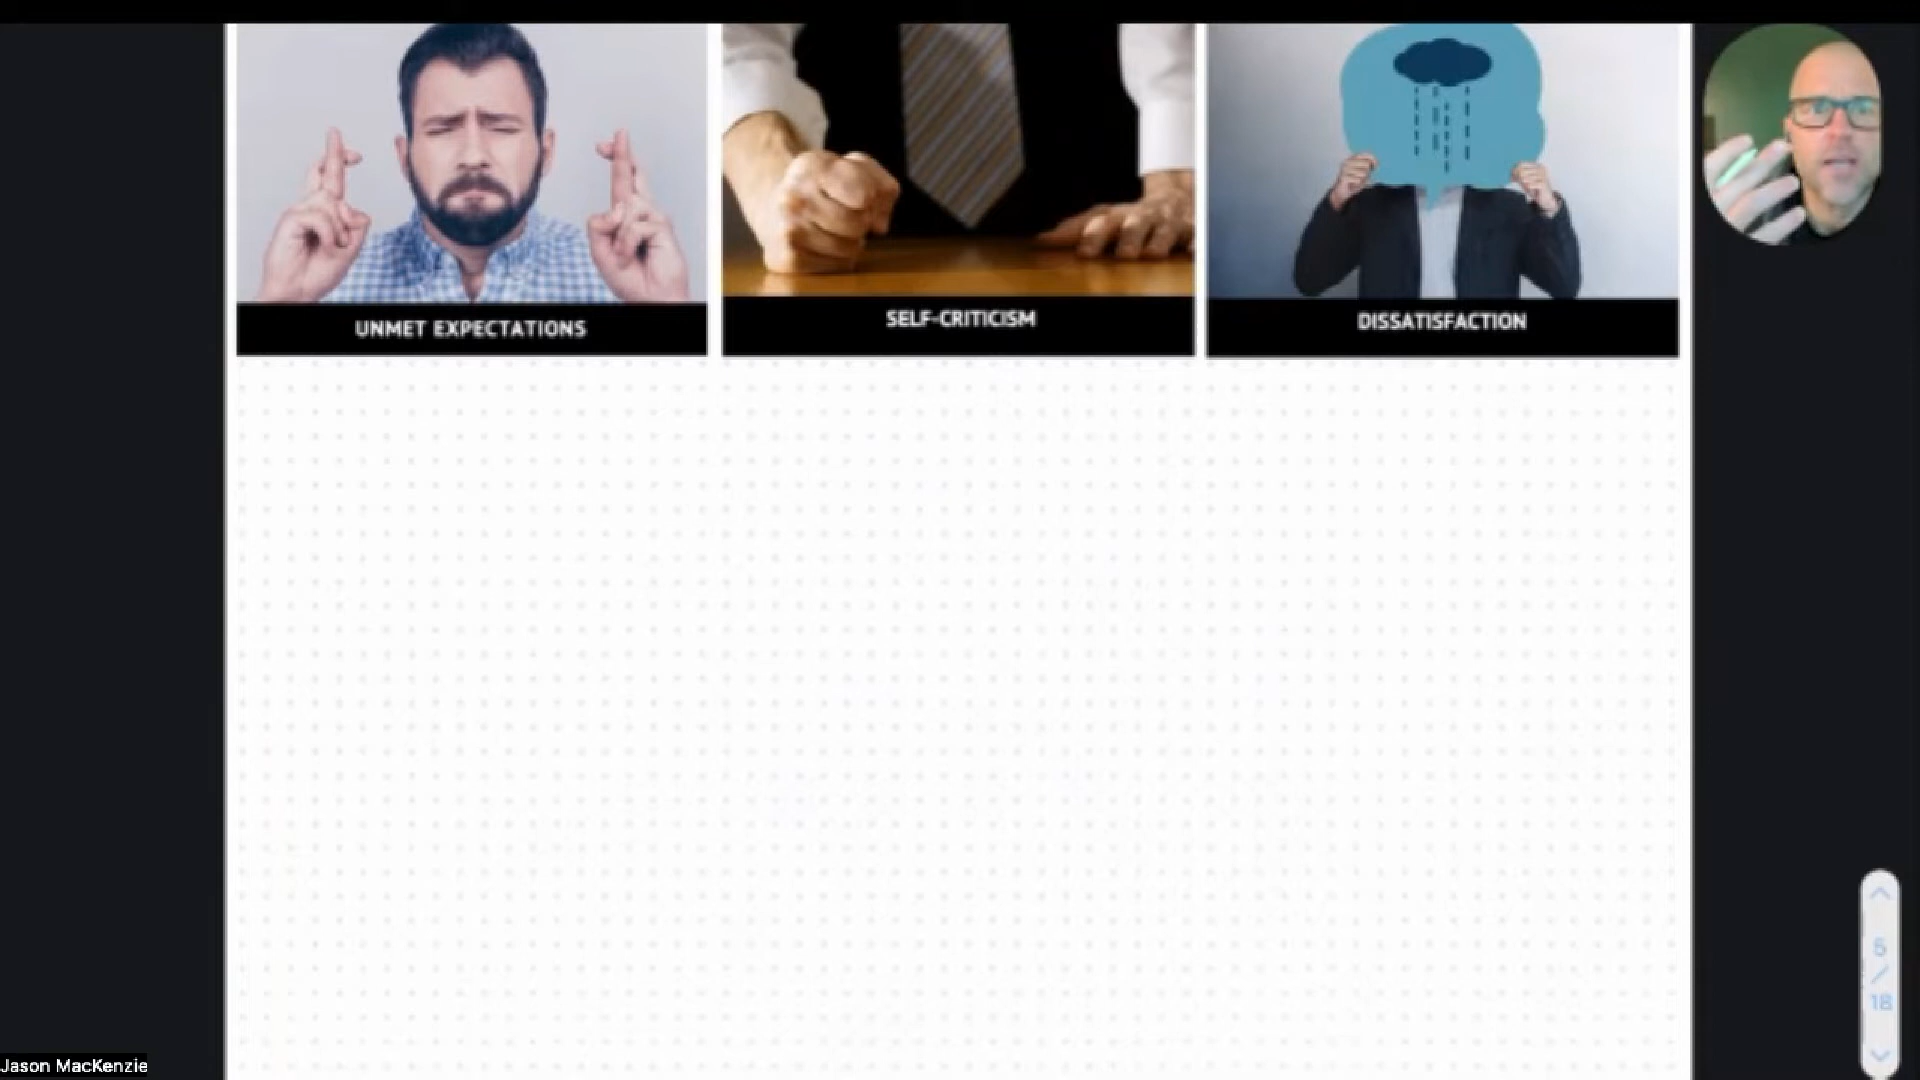 UNMET EXPECTATIONS
SELF-CRITICISM
DISSATISFACTION
5
/
18
Jason MacKenzie